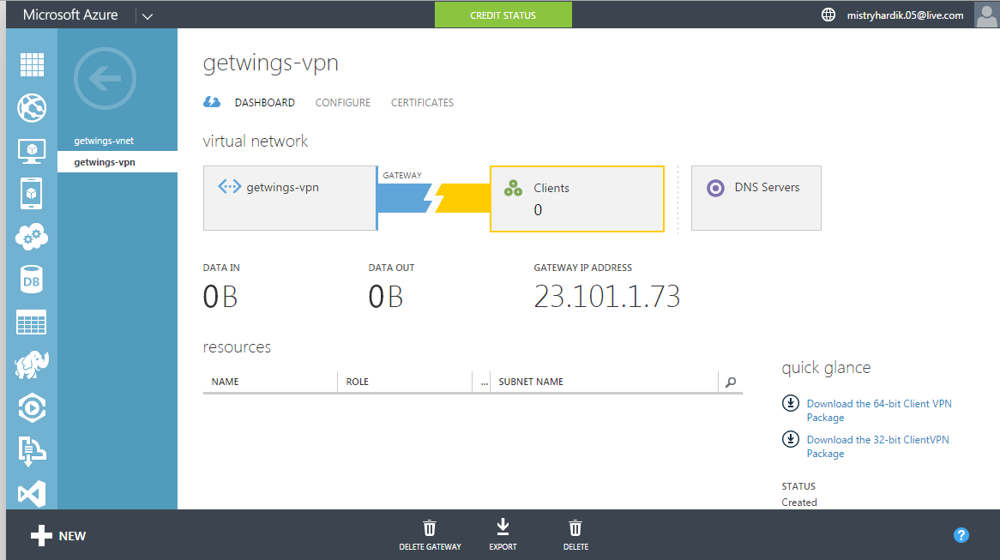 Microsoft Azure
CREDIT STATUS
mistryhardik.05@live.com
getwings-vnet
getwings-vpn
getwings-vpn
DASHBOARD CONFIGURE CERTIFICATES
virtual network
getwings-vpn
GATEWAY
Clients
0
DNS Servers
DATA IN
0 B
DATA OUT
0 B
GATEWAY IP ADDRESS
23.101.1.73
resources
NAME ROLE ... SUBNET NAME
quick glance
Download the 64-bit Client VPN
Package
Download the 32-bit ClientVPN
Package
STATUS
Created
DB
NEW
DELETE GATEWAY
EXPORT
DELETE
?